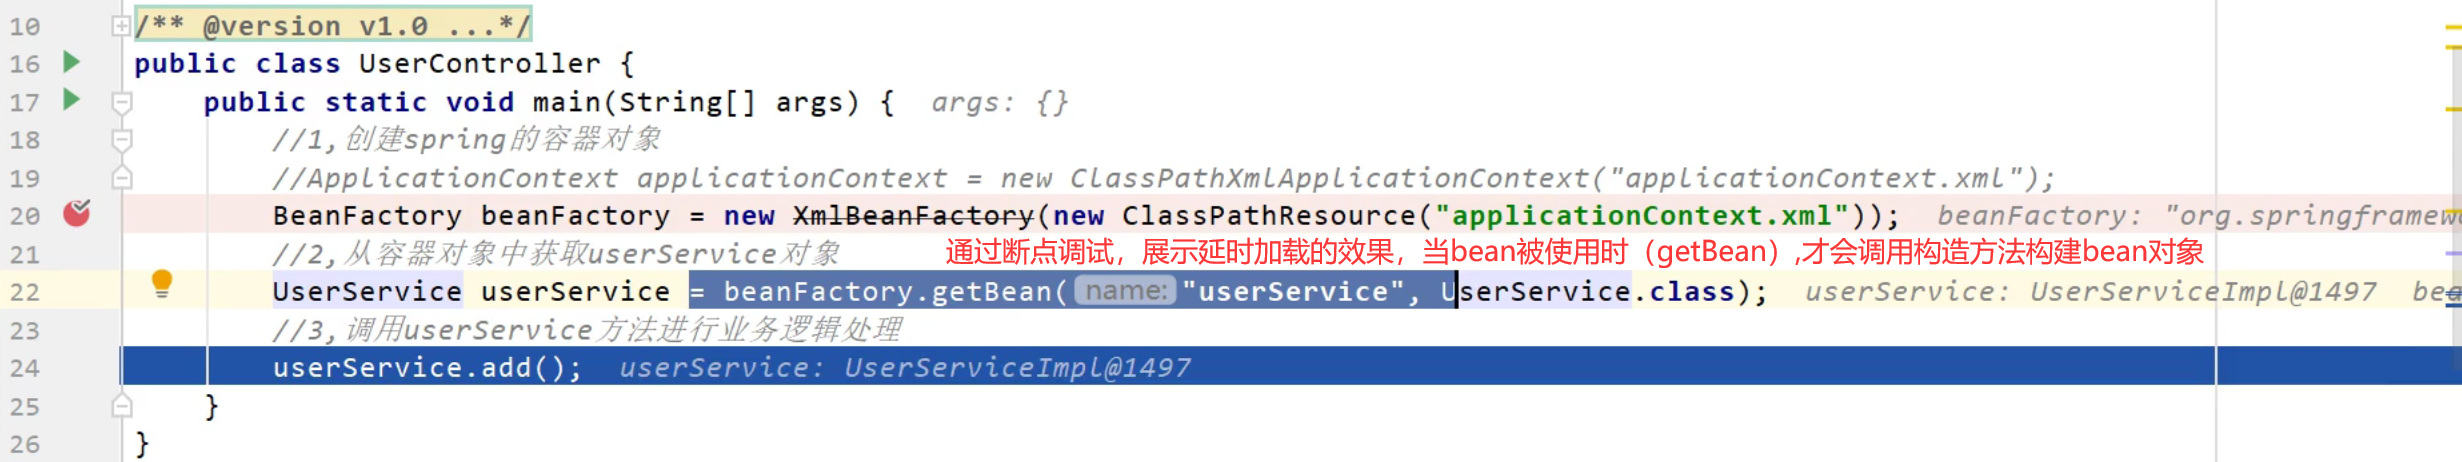 10 /** @version v1.0 ...*/
16 public class UserController {
17 public static void main(String[] args) { args: {}
18 //1,创建spring的容器对象
19 //ApplicationContext applicationContext = new ClassPathXmlApplicationContext("applicationContext.xml");
20 BeanFactory beanFactory = new XmlBeanFactory(new ClassPathResource("applicationContext.xml")); beanFactory: "org.springframew
21 //2,从容器对象中获取userService对象 通过断点调试，展示延时加载的效果，当bean被使用时（getBean）,才会调用构造方法构建bean对象
22 UserService userService = beanFactory.getBean( name: "userService", UserService.class); userService: UserServiceImpl@1497 bea
23 //3,调用userService方法进行业务逻辑处理
24 userService.add(); userService: UserServiceImpl@1497
25 }
26 }